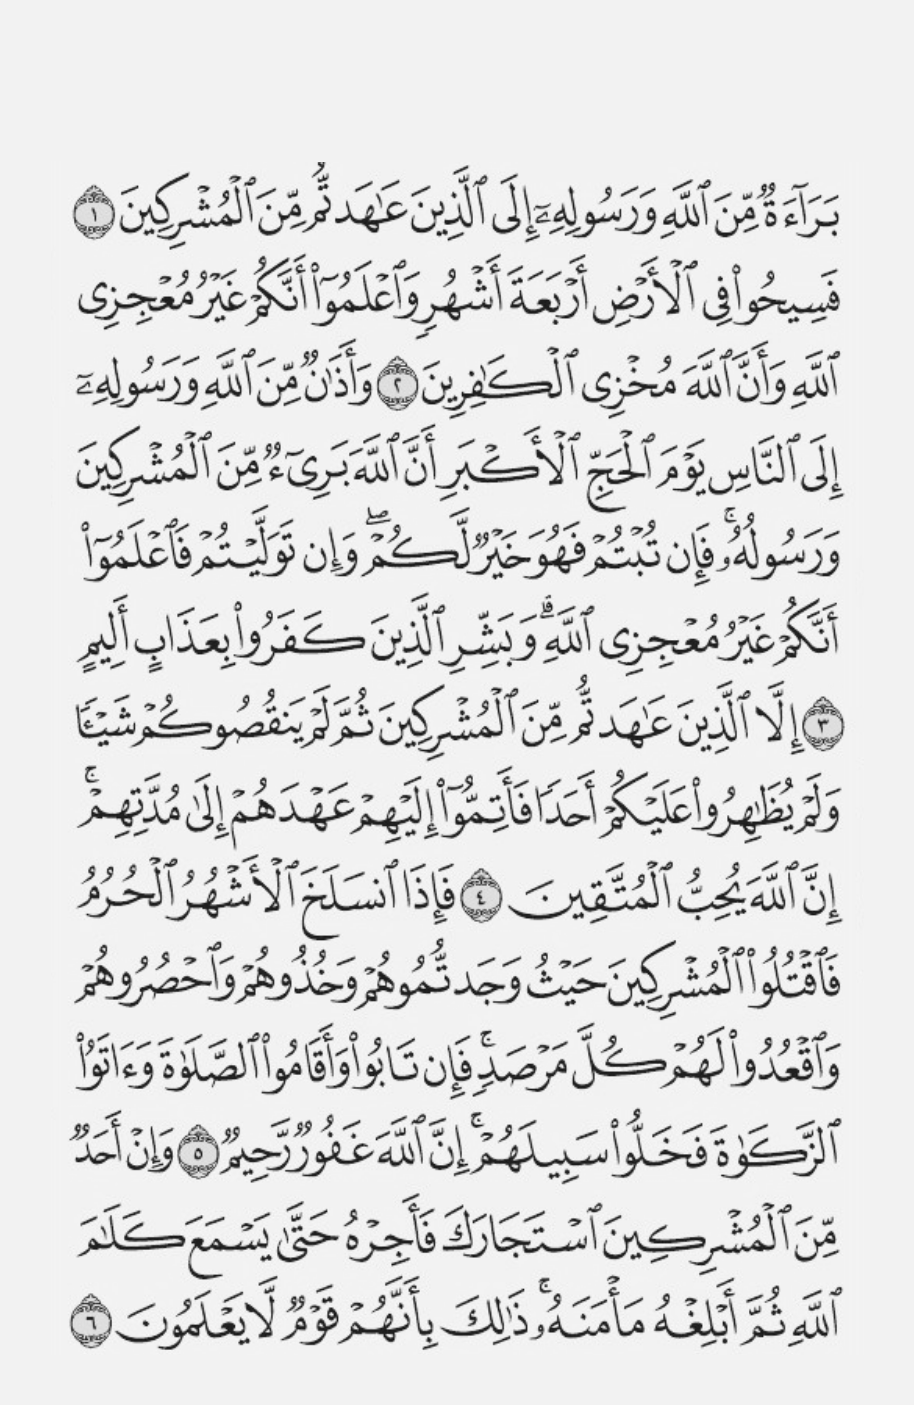 بَرَآءَةٌ مِّنَ ٱللَّهِ وَرَسُولِهِۦٓ إِلَى ٱلَّذِينَ عَـٰهَدتُّم مِّنَ ٱلْمُشْرِكِينَ ١
فَسِيحُوا۟ فِى ٱلْأَرْضِ أَرْبَعَةَ أَشْهُرٍ وَٱعْلَمُوٓا۟ أَنَّكُمْ غَيْرُ مُعْجِزِى
ٱللَّهِ وَأَنَّ ٱللَّهَ مُخْزِى ٱلْكَـٰفِرِينَ ٢ وَأَذَٰنٌ مِّنَ ٱللَّهِ وَرَسُولِهِۦٓ
إِلَى ٱلنَّاسِ يَوْمَ ٱلْحَجِّ ٱلْأَكْبَرِ أَنَّ ٱللَّهَ بَرِىٓءٌ مِّنَ ٱلْمُشْرِكِينَ
وَرَسُولُهُۥ ۚ فَإِن تُبْتُمْ فَهُوَ خَيْرٌ لَّكُمْ ۖ وَإِن تَوَلَّيْتُمْ فَٱعْلَمُوٓا۟
أَنَّكُمْ غَيْرُ مُعْجِزِى ٱللَّهِ ۗ وَبَشِّرِ ٱلَّذِينَ كَفَرُوا۟ بِعَذَابٍ أَلِيمٍ
٣ إِلَّا ٱلَّذِينَ عَـٰهَدتُّم مِّنَ ٱلْمُشْرِكِينَ ثُمَّ لَمْ يَنقُصُوكُمْ شَيْـًٔا
وَلَمْ يُظَـٰهِرُوا۟ عَلَيْكُمْ أَحَدًا فَأَتِمُّوٓا۟ إِلَيْهِمْ عَهْدَهُمْ إِلَىٰ مُدَّتِهِمْ ۚ
إِنَّ ٱللَّهَ يُحِبُّ ٱلْمُتَّقِينَ ٤ فَإِذَا ٱنسَلَخَ ٱلْأَشْهُرُ ٱلْحُرُمُ
فَٱقْتُلُوا۟ ٱلْمُشْرِكِينَ حَيْثُ وَجَدتُّمُوهُمْ وَخُذُوهُمْ وَٱحْصُرُوهُمْ
وَٱقْعُدُوا۟ لَهُمْ كُلَّ مَرْصَدٍ ۚ فَإِن تَابُوا۟ وَأَقَامُوا۟ ٱلصَّلَوٰةَ وَءَاتَوُا۟
ٱلزَّكَوٰةَ فَخَلُّوا۟ سَبِيلَهُمْ ۚ إِنَّ ٱللَّهَ غَفُورٌ رَّحِيمٌ ٥ وَإِنْ أَحَدٌ
مِّنَ ٱلْمُشْرِكِينَ ٱسْتَجَارَكَ فَأَجِرْهُ حَتَّىٰ يَسْمَعَ كَلَـٰمَ
ٱللَّهِ ثُمَّ أَبْلِغْهُ مَأْمَنَهُۥ ۚ ذَٰلِكَ بِأَنَّهُمْ قَوْمٌ لَّا يَعْلَمُونَ ٦